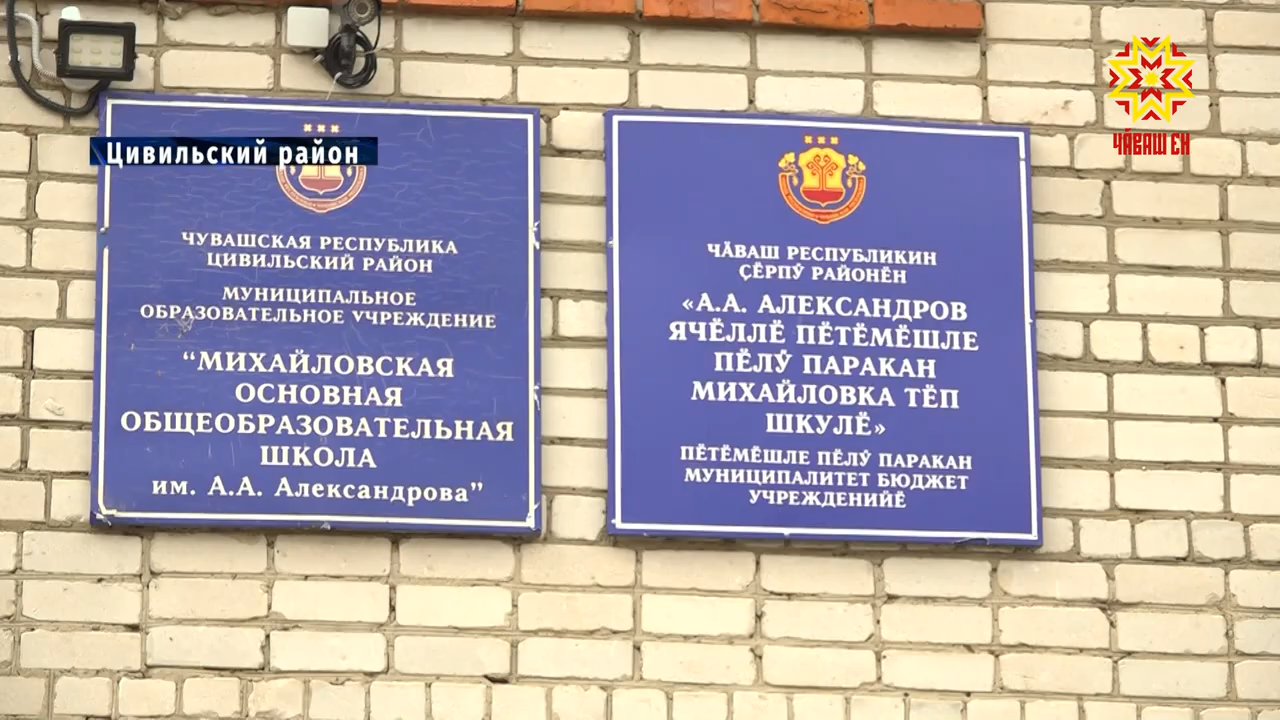 Цивильский район
ЧУВАШСКАЯ РЕСПУБЛИКА
ЦИВИЛЬСКИЙ РАЙОН
МУНИЦИПАЛЬНОЕ
ОБРАЗОВАТЕЛЬНОЕ УЧРЕЖДЕНИЕ
“МИХАЙЛОВСКАЯ
ОСНОВНАЯ
ОБЩЕОБРАЗОВАТЕЛЬНАЯ
ШКОЛА
им. А.А. Александрова”
ЧӐВАШ РЕСПУБЛИКИН
ҪӖРПӲ РАЙОНӖН
«А.А. АЛЕКСАНДРОВ
ЯЧӖЛЛӖ ПӖТӖМӖШЛЕ
ПӖЛӲ ПАРАКАН
МИХАЙЛОВКА ТӖП
ШКУЛӖ»
ПӖТӖМӖШЛЕ ПӖЛӲ ПАРАКАН
МУНИЦИПАЛИТЕТ БЮДЖЕТ
УЧРЕЖДЕНИЙӖ
ЧӐВАШ ЕН